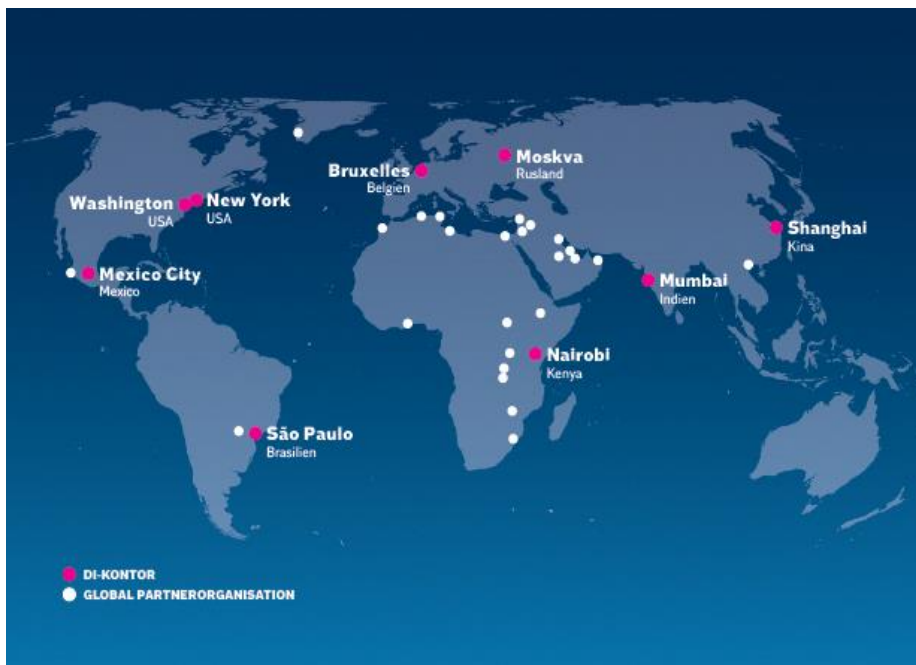 Moskva
Rusland
Bruxelles
Belgien
Washington
USA
New York
USA
Shanghai
Kina
Mexico City
Mexico
Mumbai
Indien
Nairobi
Kenya
São Paulo
Brasilien
DI-KONTOR
GLOBAL PARTNERORGANISATION